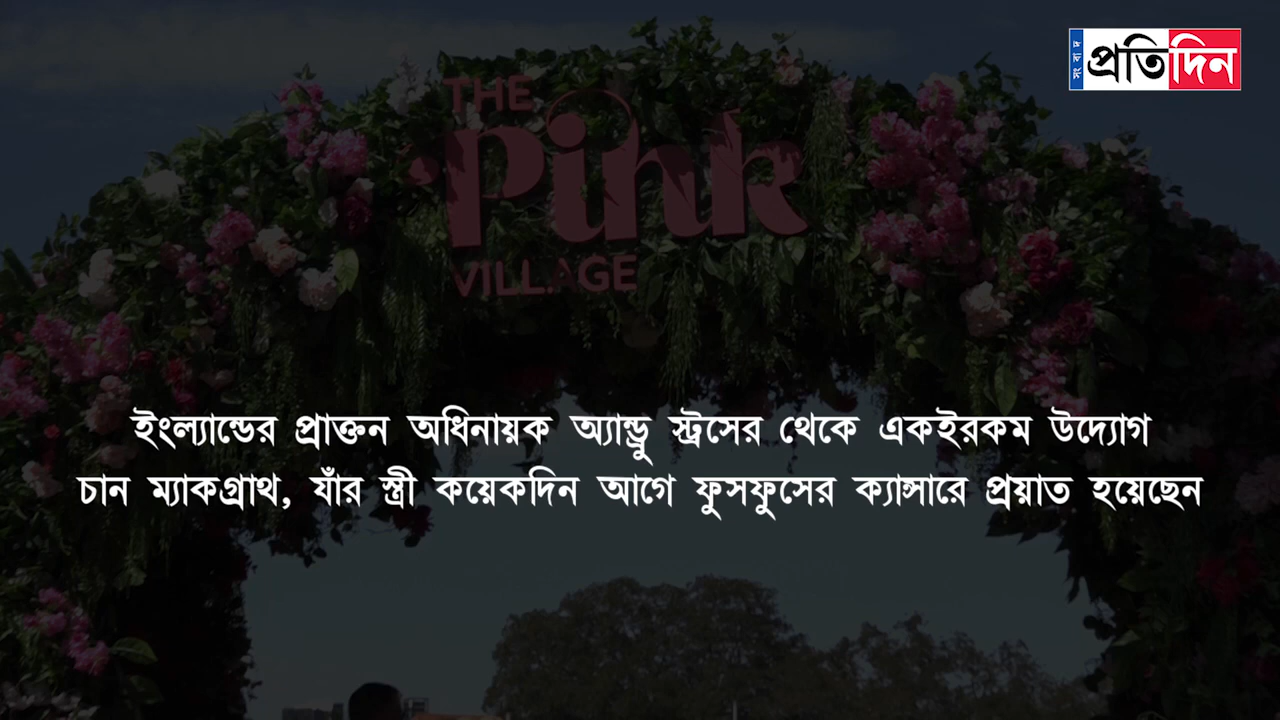 সংবাদ প্রতিদিন
THE
Pink
VILLAGE
ইংল্যান্ডের প্রাক্তন অধিনায়ক অ্যান্ড্রু স্ট্রসের থেকে একইরকম উদ্যোগ
চান ম্যাকগ্রাথ, যাঁর স্ত্রী কয়েকদিন আগে ফুসফুসের ক্যান্সারে প্রয়াত হয়েছেন